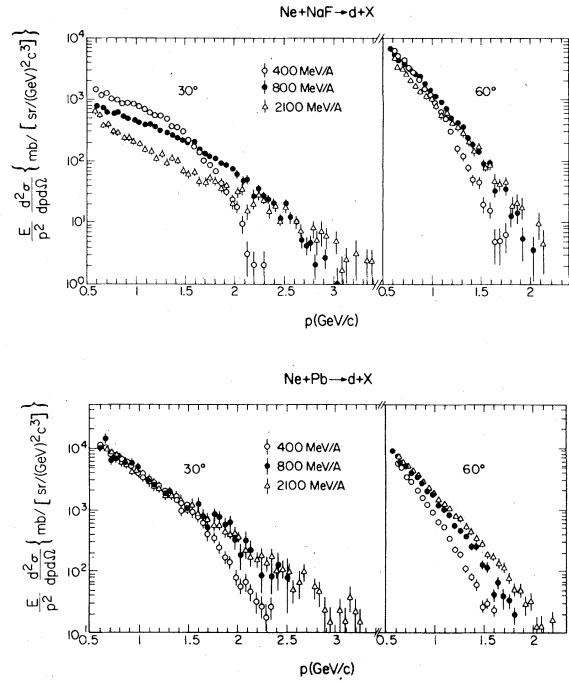 Ne+NaF→d+X
10⁴
10³
10²
10¹
10⁰
E/p² d²σ/dpdΩ { mb/ [ sr/(GeV)²c³ ] }
30°
400 MeV/A
800 MeV/A
2100 MeV/A
60°
0.5 1 1.5 2 2.5 3 0.5 1 1.5 2
p(GeV/c)
Ne+Pb→d+X
10⁴
10³
10²
10¹
10⁰
E/p² d²σ/dpdΩ { mb/ [ sr/(GeV)²c³ ] }
30°
400 MeV/A
800 MeV/A
2100 MeV/A
60°
0.5 1 1.5 2 2.5 3 0.5 1 1.5 2
p(GeV/c)